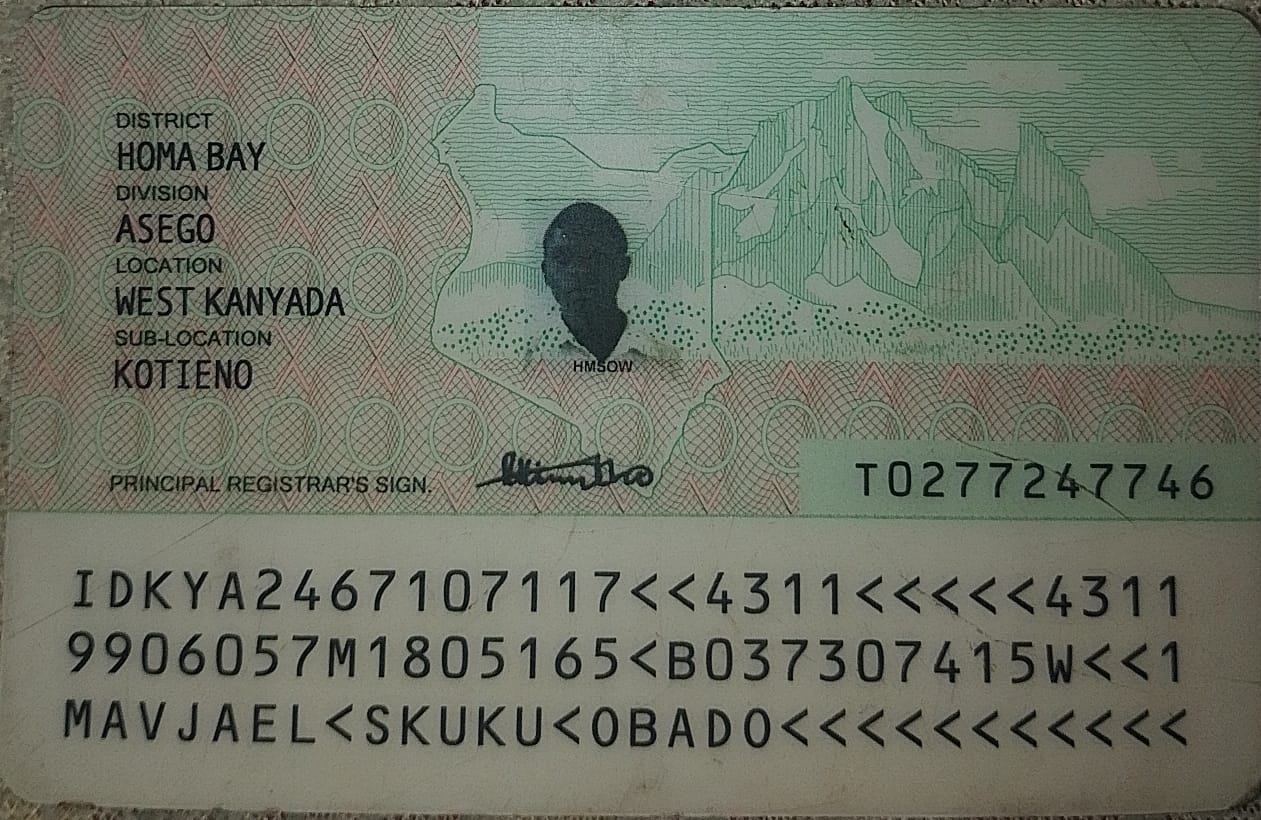 DISTRICT
HOMA BAY
DIVISION
ASEGO
LOCATION
WEST KANYADA
SUB-LOCATION
KOTIENO
HMSOW
PRINCIPAL REGISTRAR'S SIGN.
T0277247746
IDKYA2467107117<<4311<<<<<4311
9906057M1805165<B037307415W<<1
MAVJAEL<SKUKU<OBADO<<<<<<<<<<<